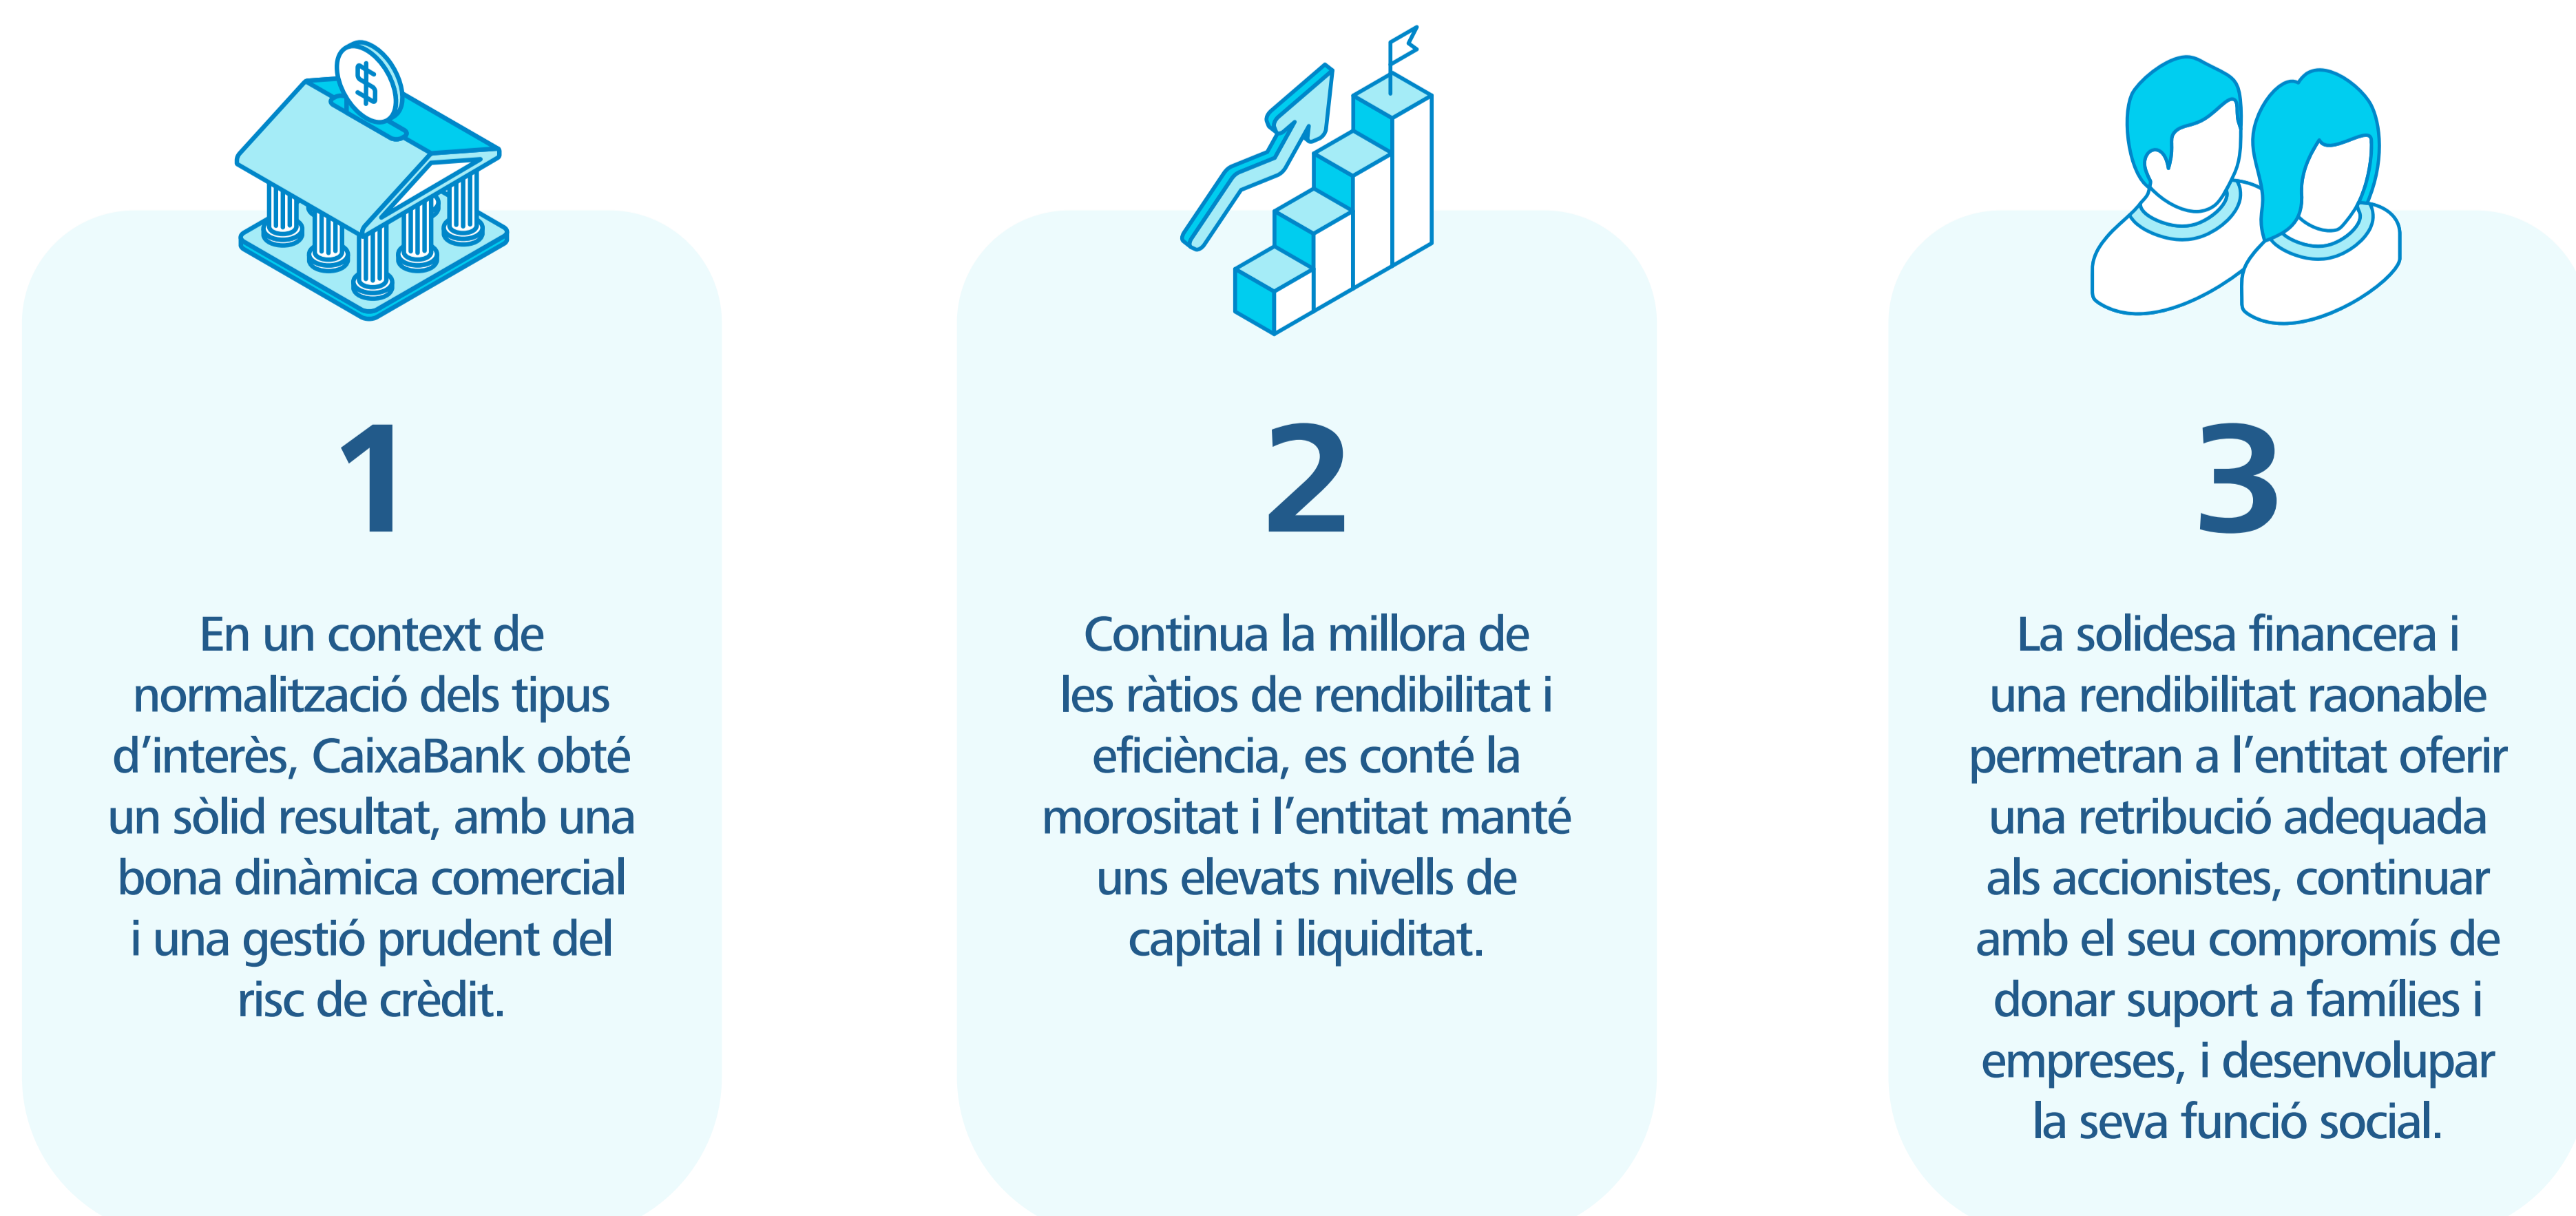 $
1
En un context de
normalització dels tipus
d’interès, CaixaBank obté
un sòlid resultat, amb una
bona dinàmica comercial
i una gestió prudent del
risc de crèdit.
2
Continua la millora de
les ràtios de rendibilitat i
eficiència, es conté la
morositat i l’entitat manté
uns elevats nivells de
capital i liquiditat.
3
La solidesa financera i
una rendibilitat raonable
permetran a l’entitat oferir
una retribució adequada
als accionistes, continuar
amb el seu compromís de
donar suport a famílies i
empreses, i desenvolupar
la seva funció social.